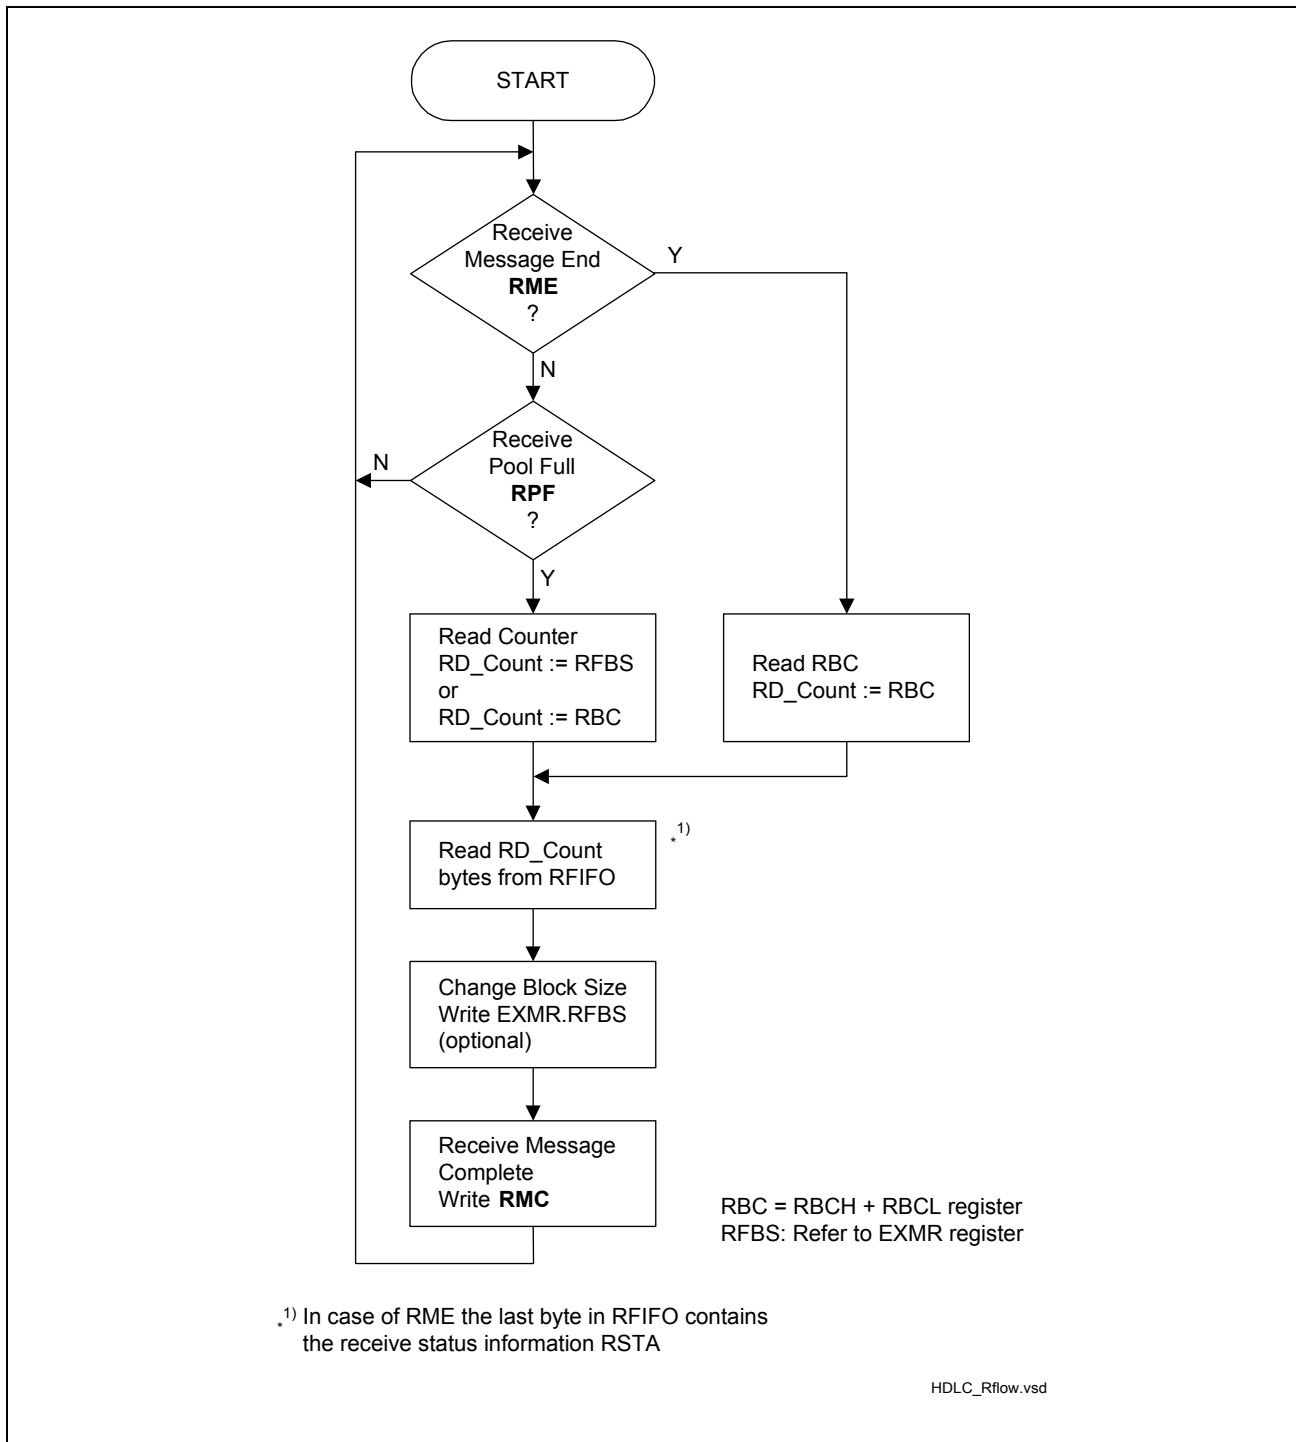 START
Receive
Message End
RME
?
Y
N
Receive
Pool Full
RPF
?
N
Y
Read Counter
RD_Count := RFBS
or
RD_Count := RBC
Read RBC
RD_Count := RBC
Read RD_Count
bytes from RFIFO
*1)
Change Block Size
Write EXMR.RFBS
(optional)
Receive Message
Complete
Write RMC
RBC = RBCH + RBCL register
RFBS: Refer to EXMR register
*1) In case of RME the last byte in RFIFO contains
the receive status information RSTA
HDLC_Rflow.vsd